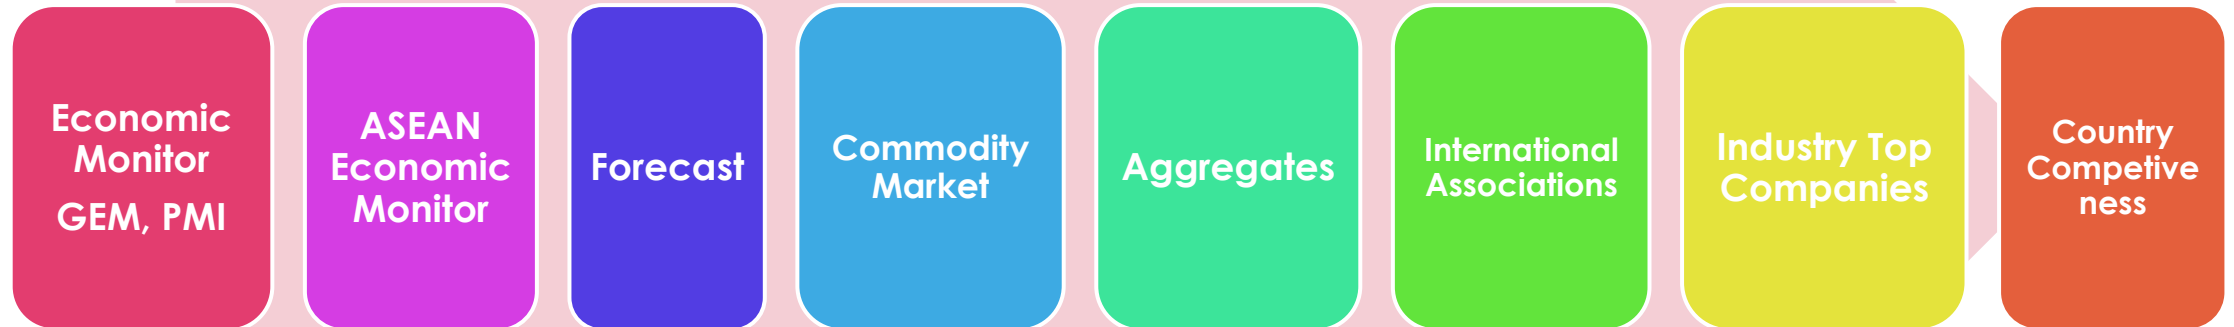 Economic
Monitor
GEM, PMI
ASEAN
Economic
Monitor
Forecast
Commodity
Market
Aggregates
International
Associations
Industry Top
Companies
Country
Competive
ness